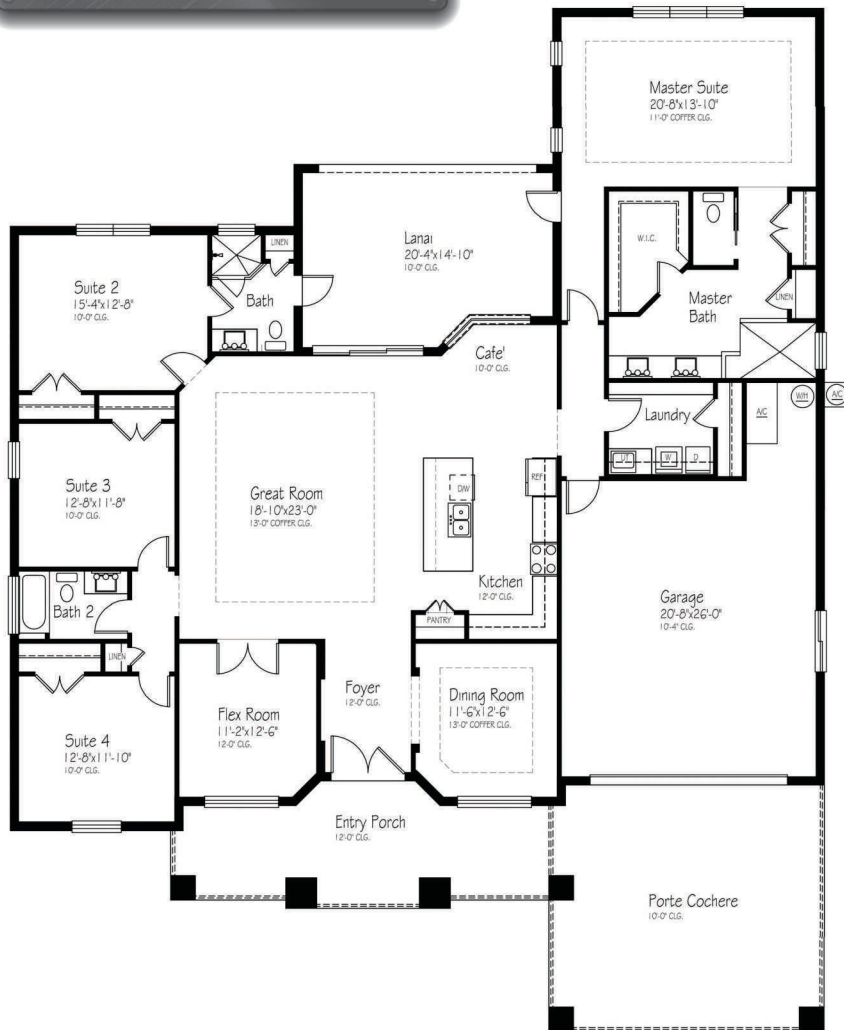 Master Suite
20'-8"x13'-10"
11'-0" COFFER CLG.
Lanai
20'-4"x14'-10"
10'-0" CLG.
W.I.C.
LINEN
Master
Bath
Suite 2
15'-4"x12'-8"
10'-0" CLG.
LINEN
Bath
Cafe'
10'-0" CLG.
Laundry
UT
W
D
A/C
W/H
A/C
Suite 3
12'-8"x11'-8"
10'-0" CLG.
Great Room
18'-10"x23'-0"
13'-0" COFFER CLG.
D/W
REF
Kitchen
12'-0" CLG.
PANTRY
Garage
20'-8"x26'-0"
10'-4" CLG.
Bath 2
LINEN
Suite 4
12'-8"x11'-10"
10'-0" CLG.
Flex Room
11'-2"x12'-6"
12'-0" CLG.
Foyer
12'-0" CLG.
Dining Room
11'-6"x12'-6"
13'-0" COFFER CLG.
Entry Porch
12'-0" CLG.
Porte Cochere
10'-0" CLG.